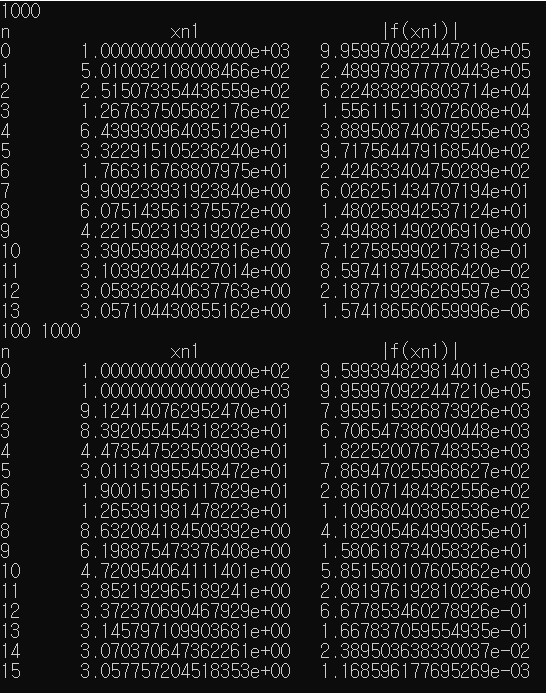 1000
n xn1 |f(xn1)|
0 1.000000000000000e+03 9.959970922447210e+05
1 5.010032108008466e+02 2.489979877770443e+05
2 2.515073354436559e+02 6.224838296803714e+04
3 1.267637505682176e+02 1.556115113072608e+04
4 6.439930964035129e+01 3.889508740679255e+03
5 3.322915105236240e+01 9.717564479168540e+02
6 1.766316768807975e+01 2.424633404750289e+02
7 9.909233931923840e+00 6.026251434707194e+01
8 6.075143561375572e+00 1.480258942537124e+01
9 4.221502319319202e+00 3.494881490206910e+00
10 3.390598848032816e+00 7.127585990217318e-01
11 3.103920344627014e+00 8.597418745886420e-02
12 3.058326840637763e+00 2.187719296269597e-03
13 3.057104430855162e+00 1.574186560659996e-06
100 1000
n xn1 |f(xn1)|
0 1.000000000000000e+02 9.599394829814011e+03
1 1.000000000000000e+03 9.959970922447210e+05
2 9.124140762952470e+01 7.959515326873926e+03
3 8.392055454318233e+01 6.706547386090448e+03
4 4.473547523503903e+01 1.822520076748353e+03
5 3.011319955458472e+01 7.869470255968627e+02
6 1.900151956117829e+01 2.861071484362556e+02
7 1.265391981478223e+01 1.109680403858536e+02
8 8.632084184509392e+00 4.182905464990365e+01
9 6.198875473376408e+00 1.580618734058326e+01
10 4.720954064111401e+00 5.851580107605862e+00
11 3.852192965189241e+00 2.081976192810236e+00
12 3.372370690467929e+00 6.677853460278926e-01
13 3.145797109903681e+00 1.667837059554935e-01
14 3.070370647362261e+00 2.389503638330037e-02
15 3.057757204518353e+00 1.168596177695269e-03